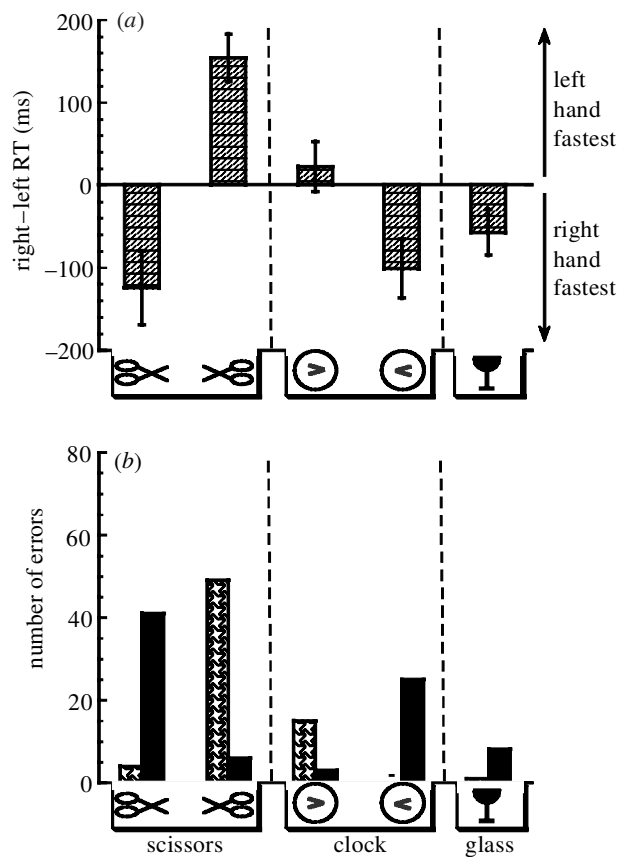 (a)
right–left RT (ms)
200
100
0
−100
−200
left
hand
fastest
right
hand
fastest
(b)
number of errors
80
60
40
20
0
scissors
clock
glass